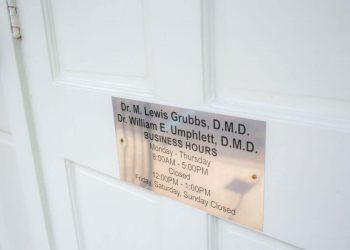 Dr. M. Lewis Grubbs, D.M.D.
Dr. William E. Umphlett, D.M.D.
BUSINESS HOURS
Monday - Thursday
8:00AM - 5:00PM
Closed
12:00PM - 1:00PM
Friday, Saturday, Sunday Closed